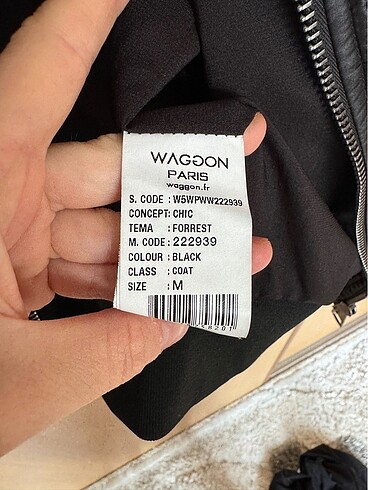 WAGGON
PARIS
waggon.fr
S. CODE : W5WPWW222939
CONCEPT: CHIC
TEMA : FORREST
M. CODE : 222939
COLOUR : BLACK
CLASS : COAT
SIZE : M